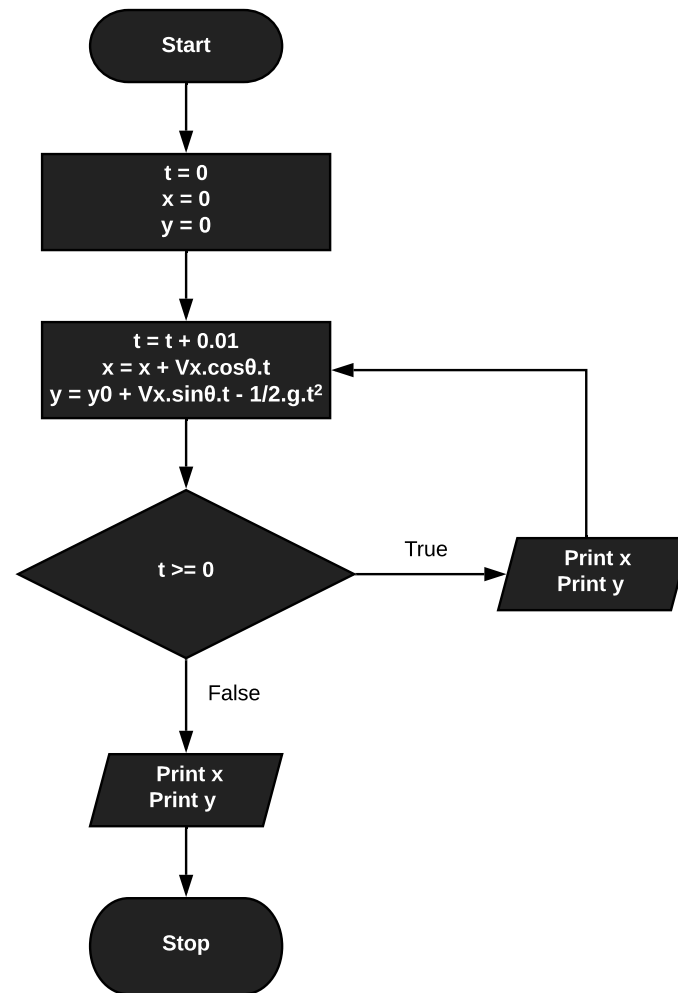 Start
t = 0
x = 0
y = 0
t = t + 0.01
x = x + Vx.cosθ.t
y = y0 + Vx.sinθ.t - 1/2.g.t²
t >= 0
True
Print x
Print y
False
Print x
Print y
Stop